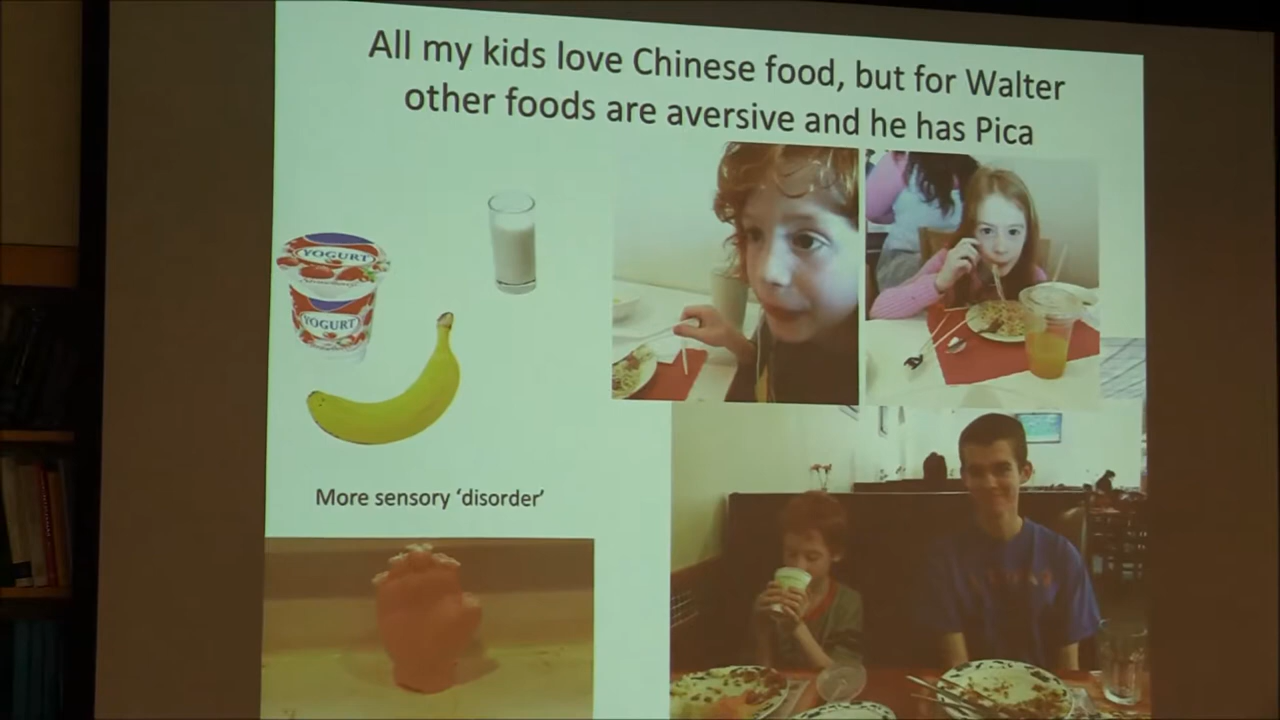 All my kids love Chinese food, but for Walter
other foods are aversive and he has Pica
YOGURT
YOGURT
More sensory ‘disorder’